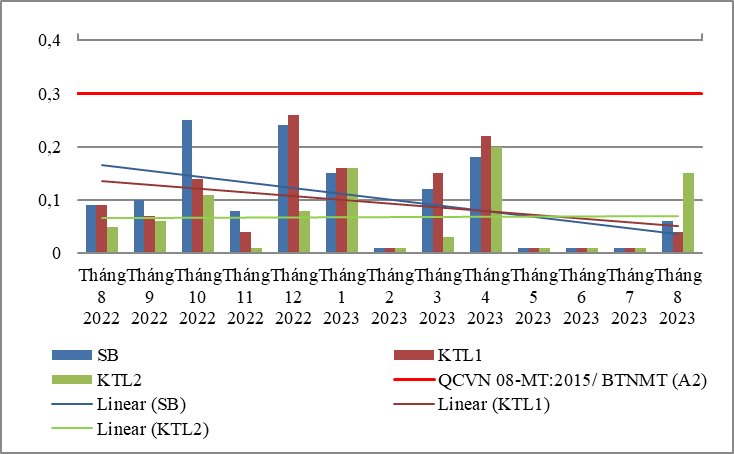 0,4
0,3
0,2
0,1
0
Tháng Tháng Tháng Tháng Tháng Tháng Tháng Tháng Tháng Tháng Tháng Tháng Tháng
8 9 10 11 12 1 2 3 4 5 6 7 8
2022 2022 2022 2022 2022 2023 2023 2023 2023 2023 2023 2023 2023
SB KTL1
KTL2 QCVN 08-MT:2015/ BTNMT (A2)
Linear (SB) Linear (KTL1)
Linear (KTL2)